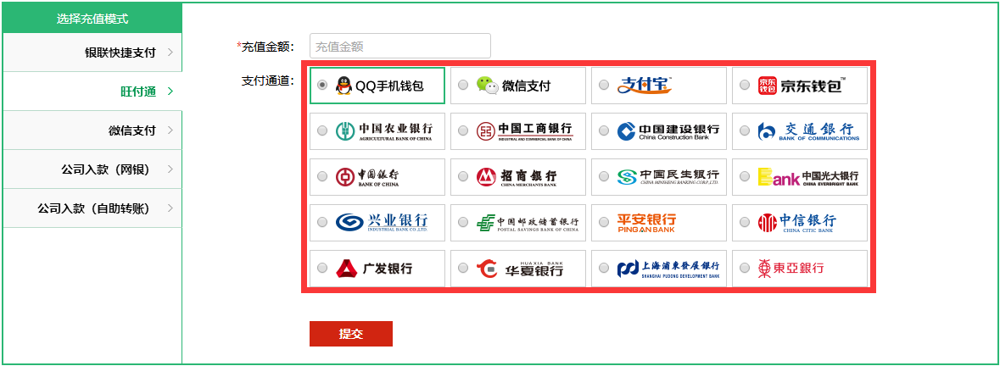 选择充值模式
银联快捷支付
旺付通
微信支付
公司入款（网银）
公司入款（自助转账）
*充值金额：
充值金额
支付通道：
QQ手机钱包
微信支付
支付宝
京东钱包
京东钱包™
中国农业银行
AGRICULTURAL BANK OF CHINA
中国工商银行
INDUSTRIAL AND COMMERCIAL BANK OF CHINA
中国建设银行
China Construction Bank
交通銀行
BANK OF COMMUNICATIONS
中国銀行
BANK OF CHINA
招商銀行
CHINA MERCHANTS BANK
中国民生银行
CHINA MINSHENG BANKING CORP.,LTD.
Bank
中国光大银行
CHINA EVERBRIGHT BANK
兴业银行
INDUSTRIAL BANK CO.,LTD.
中国邮政储蓄银行
POSTAL SAVINGS BANK OF CHINA
平安银行
PING AN BANK
中信银行
CHINA CITIC BANK
广发银行
HUAXIA BANK
华夏银行
上海浦東發展銀行
SHANGHAI PUDONG DEVELOPMENT BANK
東亞銀行
提交